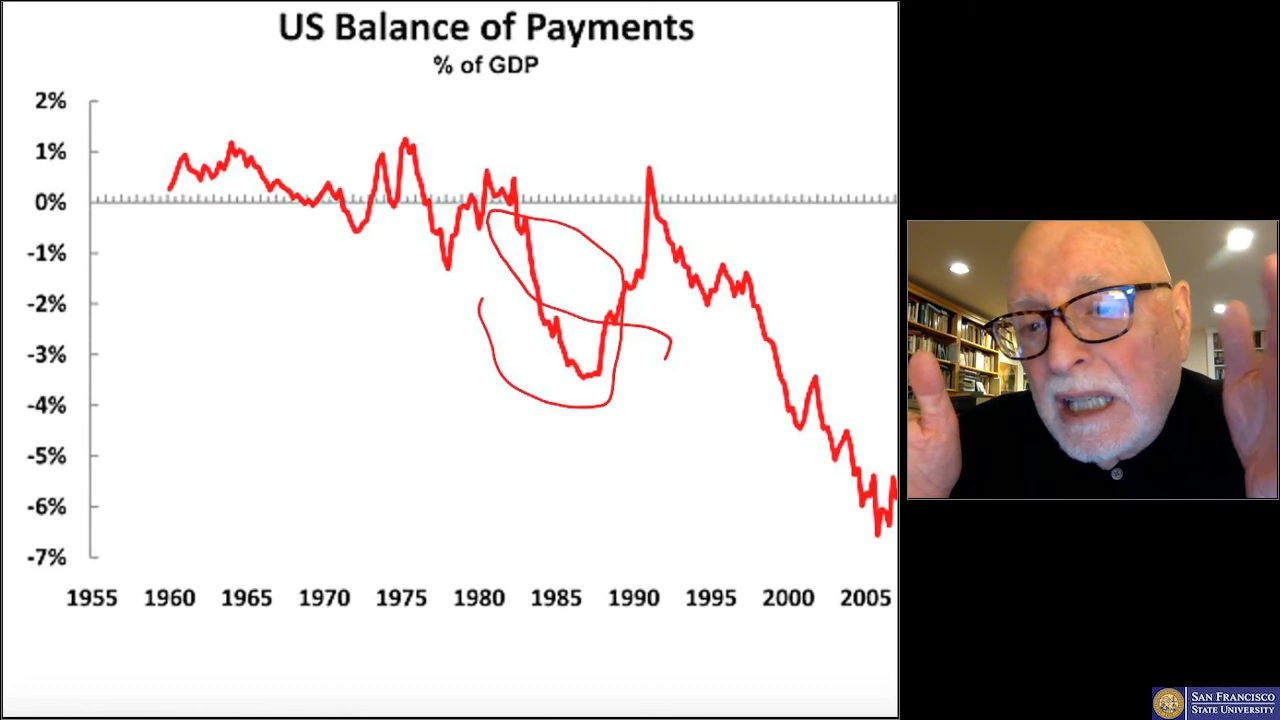 US Balance of Payments
% of GDP
2%
1%
0%
-1%
-2%
-3%
-4%
-5%
-6%
-7%
1955 1960 1965 1970 1975 1980 1985 1990 1995 2000 2005
SAN FRANCISCO
STATE UNIVERSITY